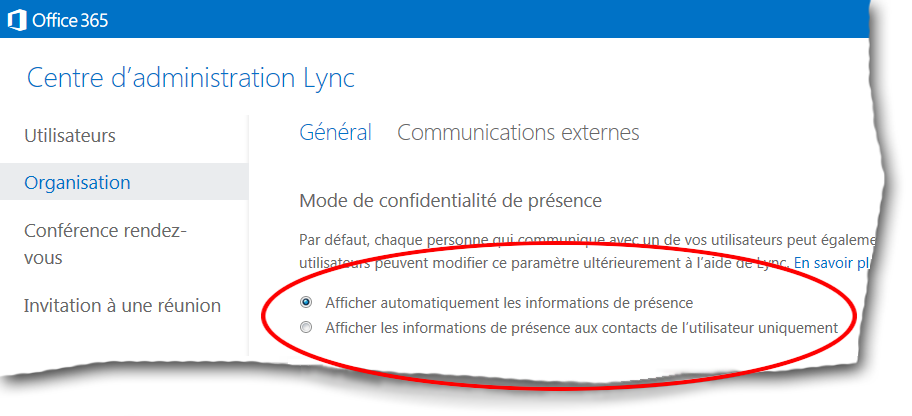 Office 365
Centre d’administration Lync
Utilisateurs
Organisation
Conférence rendez-
vous
Invitation à une réunion
Général Communications externes
Mode de confidentialité de présence
Par défaut, chaque personne qui communique avec un de vos utilisateurs peut égaleme
utilisateurs peuvent modifier ce paramètre ultérieurement à l’aide de Lync. En savoir pl
Afficher automatiquement les informations de présence
Afficher les informations de présence aux contacts de l’utilisateur uniquement